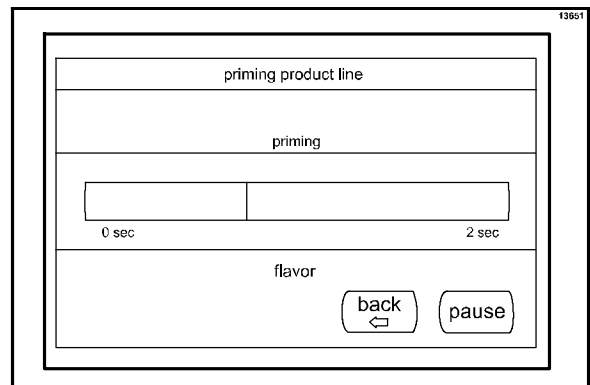 13651
priming product line
priming
0 sec 2 sec
flavor
back pause